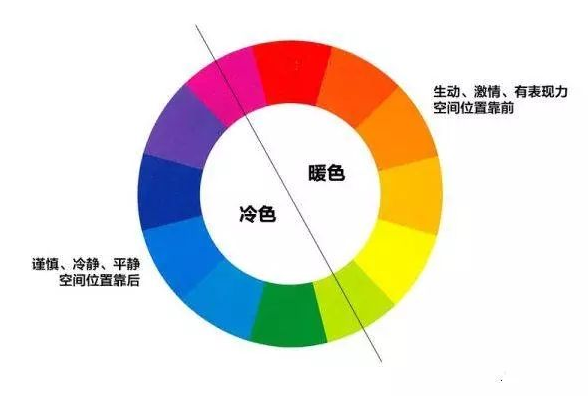 生动、激情、有表现力
空间位置靠前
暖色
冷色
谨慎、冷静、平静
空间位置靠后